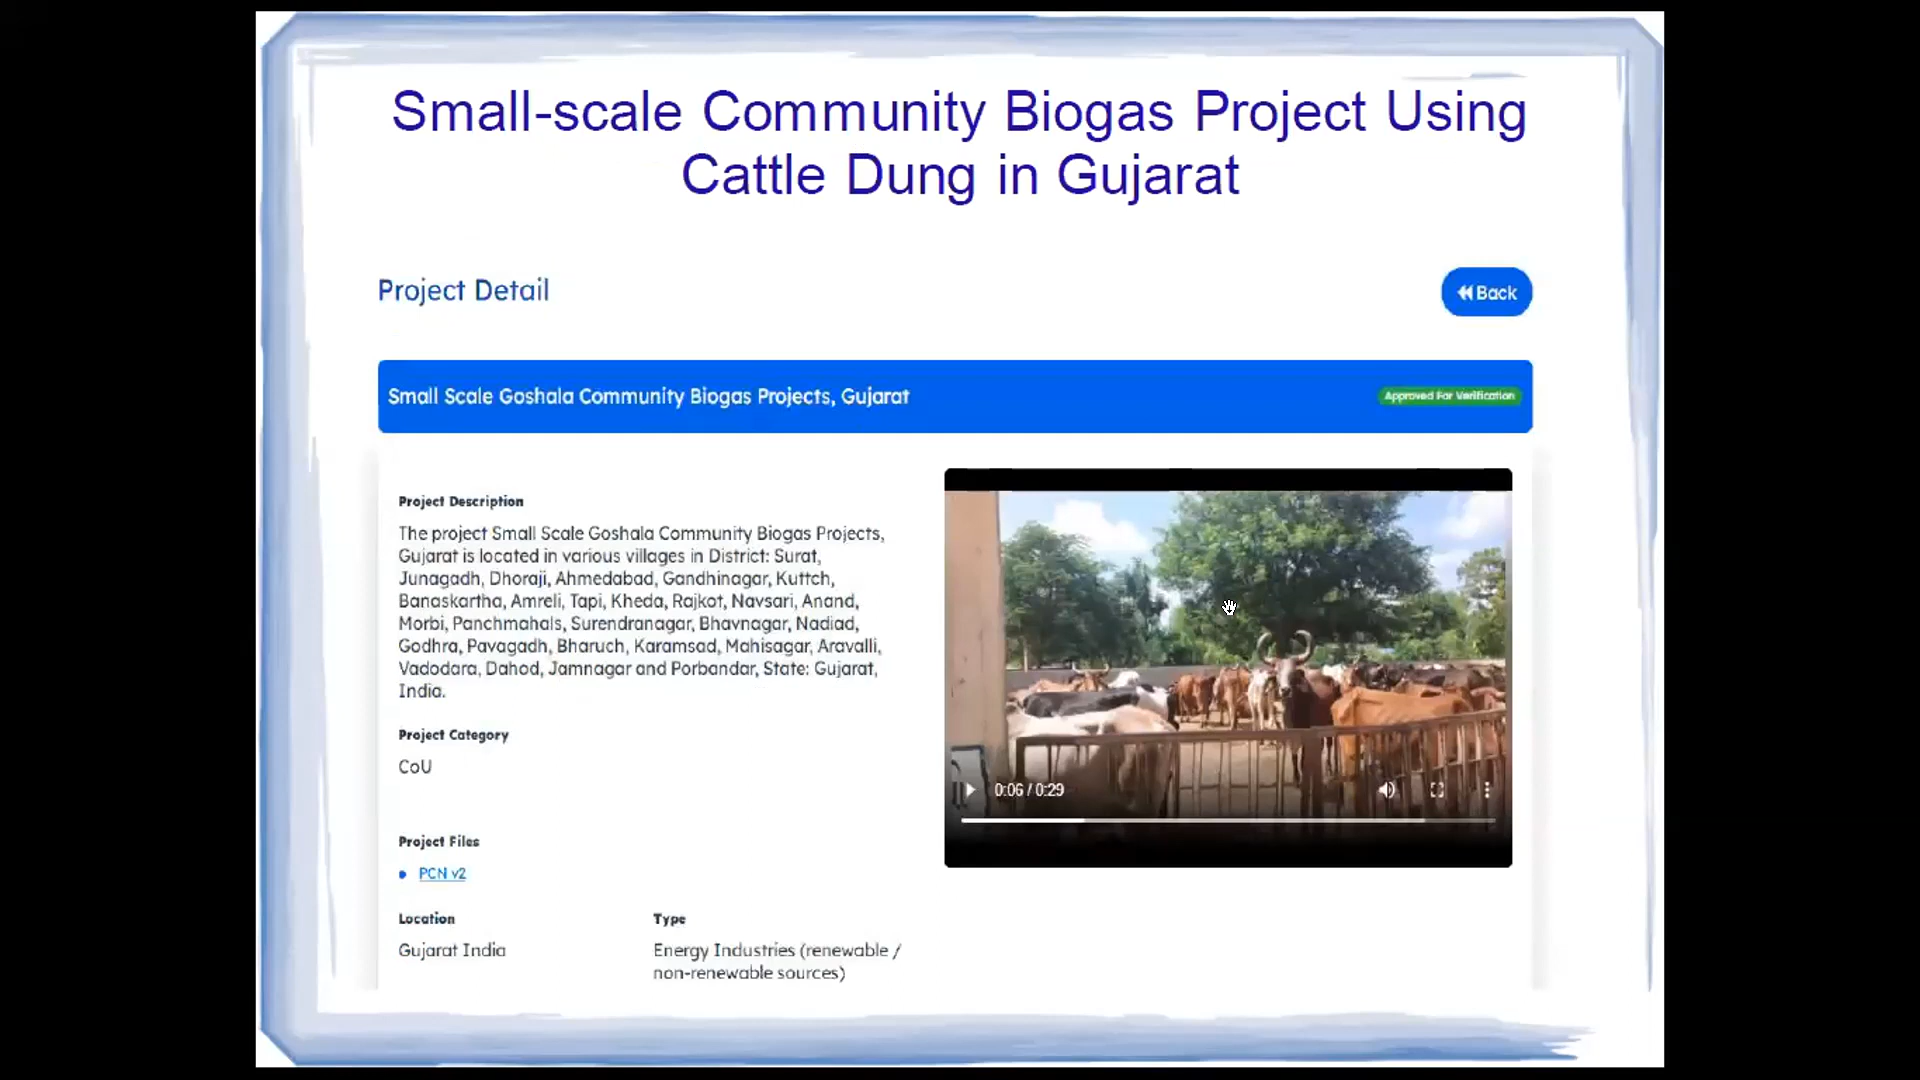 Small-scale Community Biogas Project Using
Cattle Dung in Gujarat
Project Detail
Back
Small Scale Goshala Community Biogas Projects, Gujarat
Approved For Verification
Project Description
The project Small Scale Goshala Community Biogas Projects,
Gujarat is located in various villages in District: Surat,
Junagadh, Dhoraji, Ahmedabad, Gandhinagar, Kuttch,
Banaskartha, Amreli, Tapi, Kheda, Rajkot, Navsari, Anand,
Morbi, Panchmahals, Surendranagar, Bhavnagar, Nadiad,
Godhra, Pavagadh, Bharuch, Karamsad, Mahisagar, Aravalli,
Vadodara, Dahod, Jamnagar and Porbandar, State: Gujarat,
India.
Project Category
CoU
0:06 / 0:29
Project Files
PCN v2
Location
Gujarat India
Type
Energy Industries (renewable /
non-renewable sources)